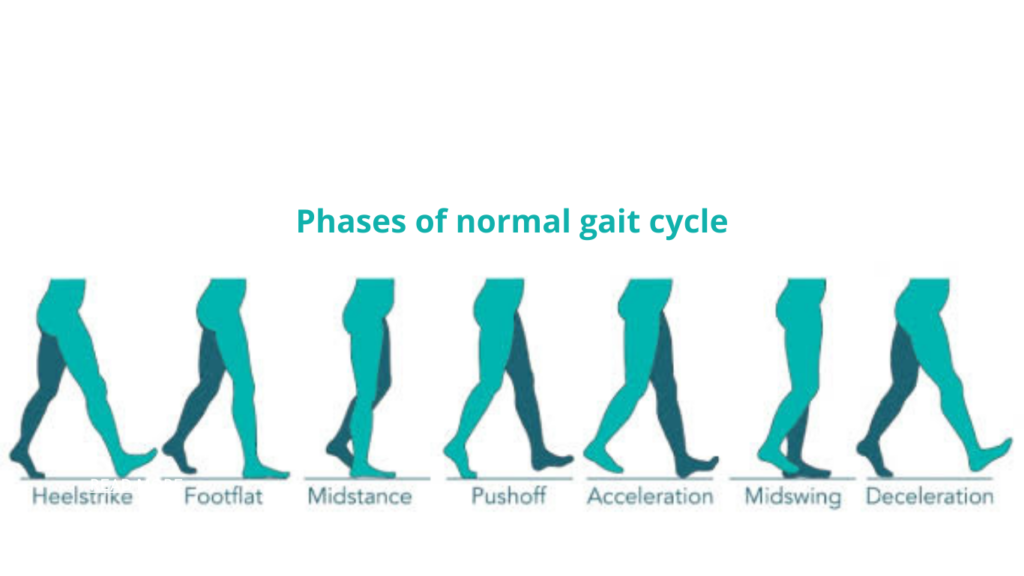 Phases of normal gait cycle
Heelstrike Footflat Midstance Pushoff Acceleration Midswing Deceleration